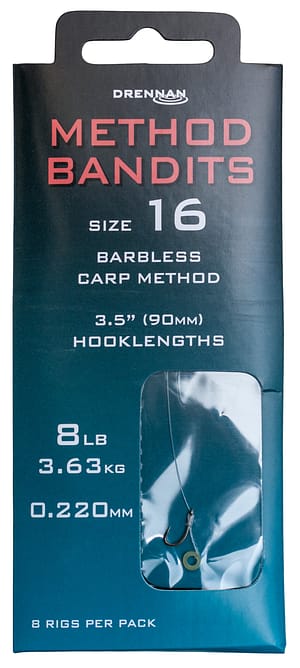 DRENNAN
METHOD
BANDITS
SIZE 16
BARBLESS
CARP METHOD
3.5" (90MM)
HOOKLENGTHS
8LB
3.63KG
0.220MM
8 RIGS PER PACK